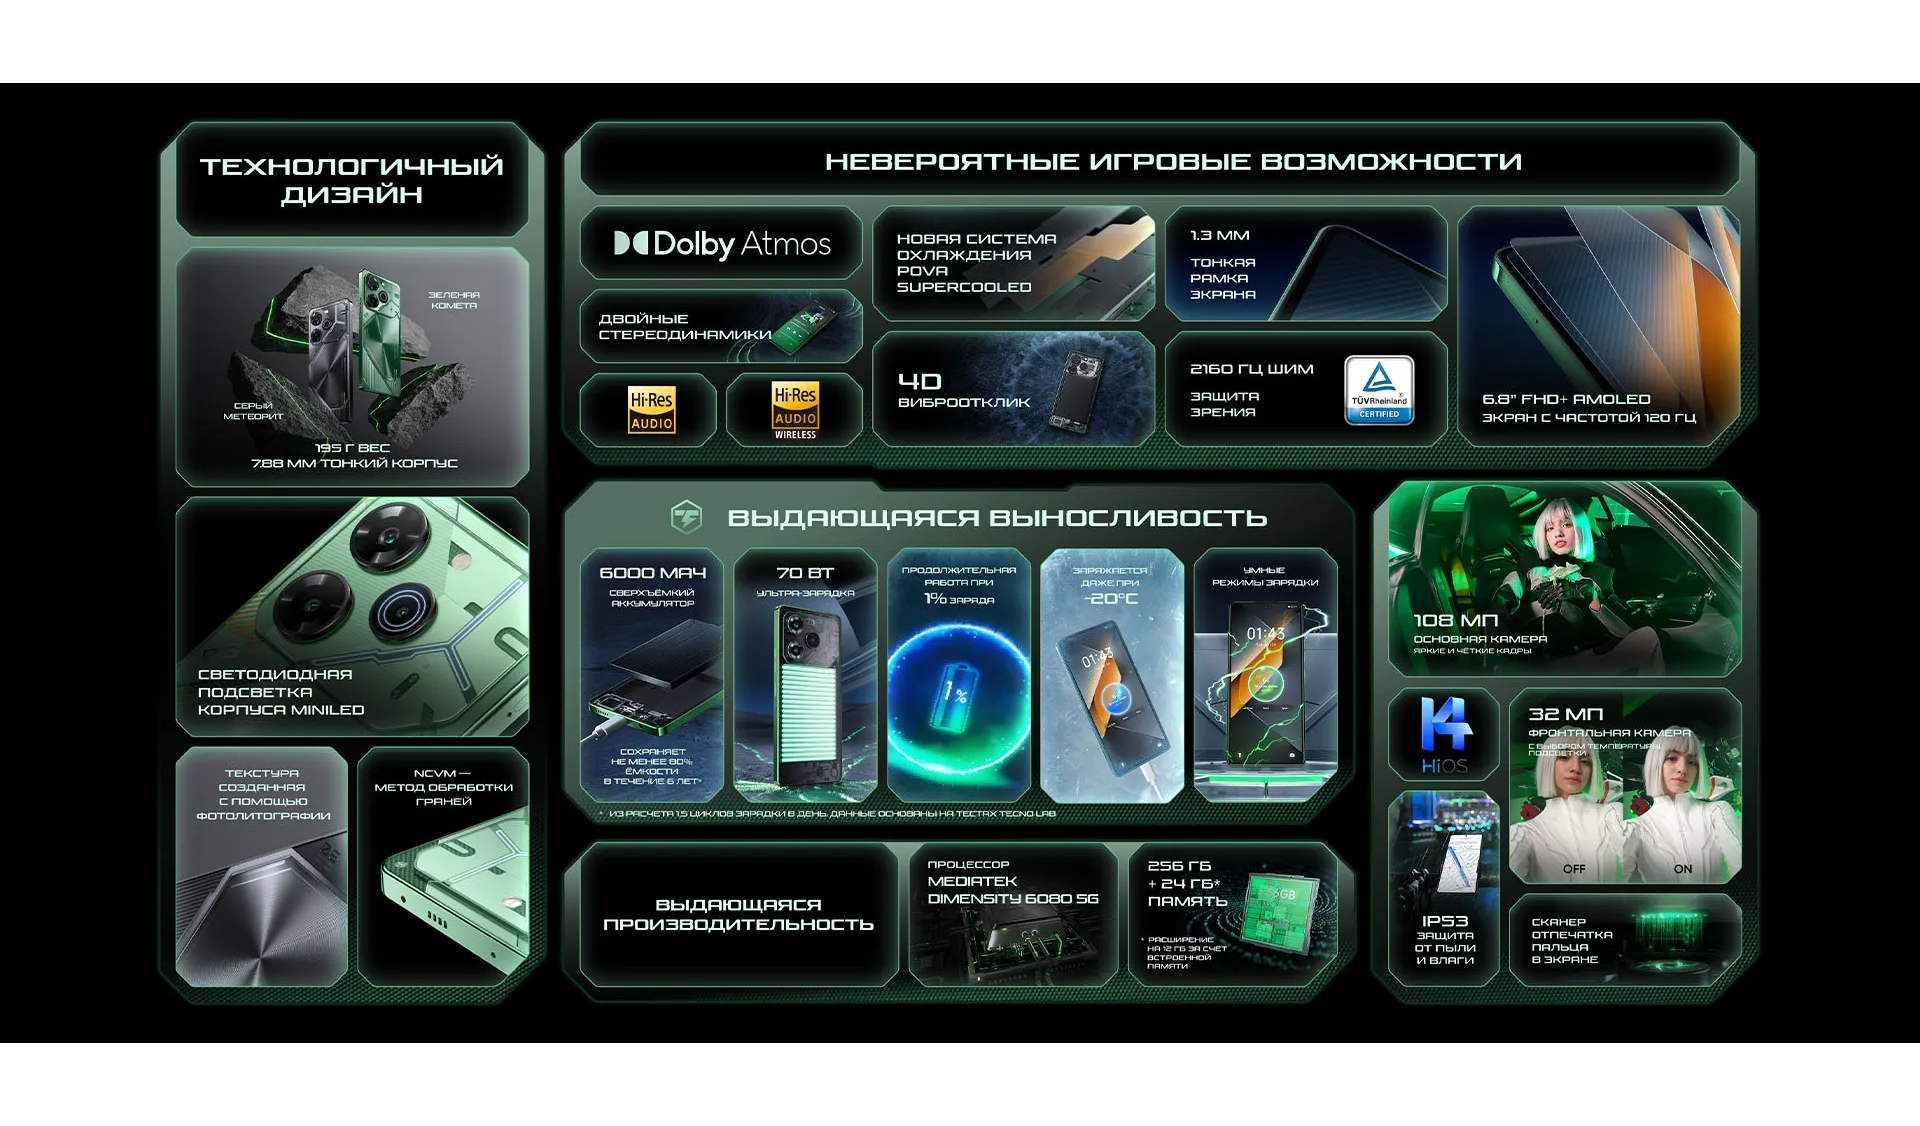 ТЕХНОЛОГИЧНЫЙ
ДИЗАЙН
ЗЕЛЕНАЯ
КОМЕТА
СЕРЫЙ
МЕТЕОРИТ
195 Г ВЕС
7.88 ММ ТОНКИЙ КОРПУС
СВЕТОДИОДНАЯ
ПОДСВЕТКА
КОРПУСА MINILED
ТЕКСТУРА
СОЗДАННАЯ
С ПОМОЩЬЮ
ФОТОЛИТОГРАФИИ
NCVM —
МЕТОД ОБРАБОТКИ
ГРАНЕЙ
НЕВЕРОЯТНЫЕ ИГРОВЫЕ ВОЗМОЖНОСТИ
Dolby Atmos
ДВОЙНЫЕ
СТЕРЕОДИНАМИКИ
Hi-Res
AUDIO
Hi-Res
AUDIO
WIRELESS
НОВАЯ СИСТЕМА
ОХЛАЖДЕНИЯ
POVA
SUPERCOOLED
4D
ВИБРООТКЛИК
1.3 ММ
ТОНКАЯ
РАМКА
ЭКРАНА
2160 ГЦ ШИМ
ЗАЩИТА
ЗРЕНИЯ
TÜVRheinland®
CERTIFIED
6.8" FHD+ AMOLED
ЭКРАН С ЧАСТОТОЙ 120 ГЦ
ВЫДАЮЩАЯСЯ ВЫНОСЛИВОСТЬ
6000 МАЧ
СВЕРХЪЁМКИЙ
АККУМУЛЯТОР
СОХРАНЯЕТ
НЕ МЕНЕЕ 80%
ЁМКОСТИ
В ТЕЧЕНИЕ 6 ЛЕТ*
70 ВТ
УЛЬТРА-ЗАРЯДКА
ПРОДОЛЖИТЕЛЬНАЯ
РАБОТА ПРИ
1% ЗАРЯДА
1%
ЗАРЯЖАЕТСЯ
ДАЖЕ ПРИ
-20°C
01:43
УМНЫЕ
РЕЖИМЫ ЗАРЯДКИ
01:43
* ИЗ РАСЧЕТА 1.5 ЦИКЛОВ ЗАРЯДКИ В ДЕНЬ. ДАННЫЕ ОСНОВАНЫ НА ТЕСТАХ TECNO LAB
ВЫДАЮЩАЯСЯ
ПРОИЗВОДИТЕЛЬНОСТЬ
ПРОЦЕССОР
MEDIATEK
DIMENSITY 6080 5G
256 ГБ
+ 24 ГБ*
ПАМЯТЬ
* РАСШИРЕНИЕ
НА 12 ГБ ЗА СЧЁТ
ВСТРОЕННОЙ
ПАМЯТИ
108 МП
ОСНОВНАЯ КАМЕРА
ЯРКИЕ И ЧЁТКИЕ КАДРЫ
14
HiOS
32 МП
ФРОНТАЛЬНАЯ КАМЕРА
С ВЫБОРОМ ТЕМПЕРАТУРЫ
ПОДСВЕТКИ
OFF
ON
IP53
ЗАЩИТА
ОТ ПЫЛИ
И ВЛАГИ
СКАНЕР
ОТПЕЧАТКА
ПАЛЬЦА
В ЭКРАНЕ